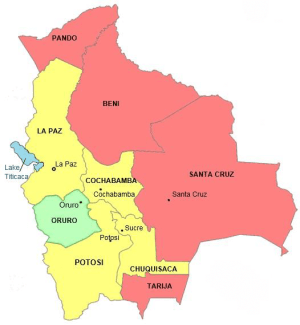 PANDO
BENI
LA PAZ
Lake
Titicaca
La Paz
COCHABAMBA
Cochabamba
SANTA CRUZ
Santa Cruz
Oruro
ORURO
Sucre
Potosi
POTOSI
CHUQUISACA
TARIJA